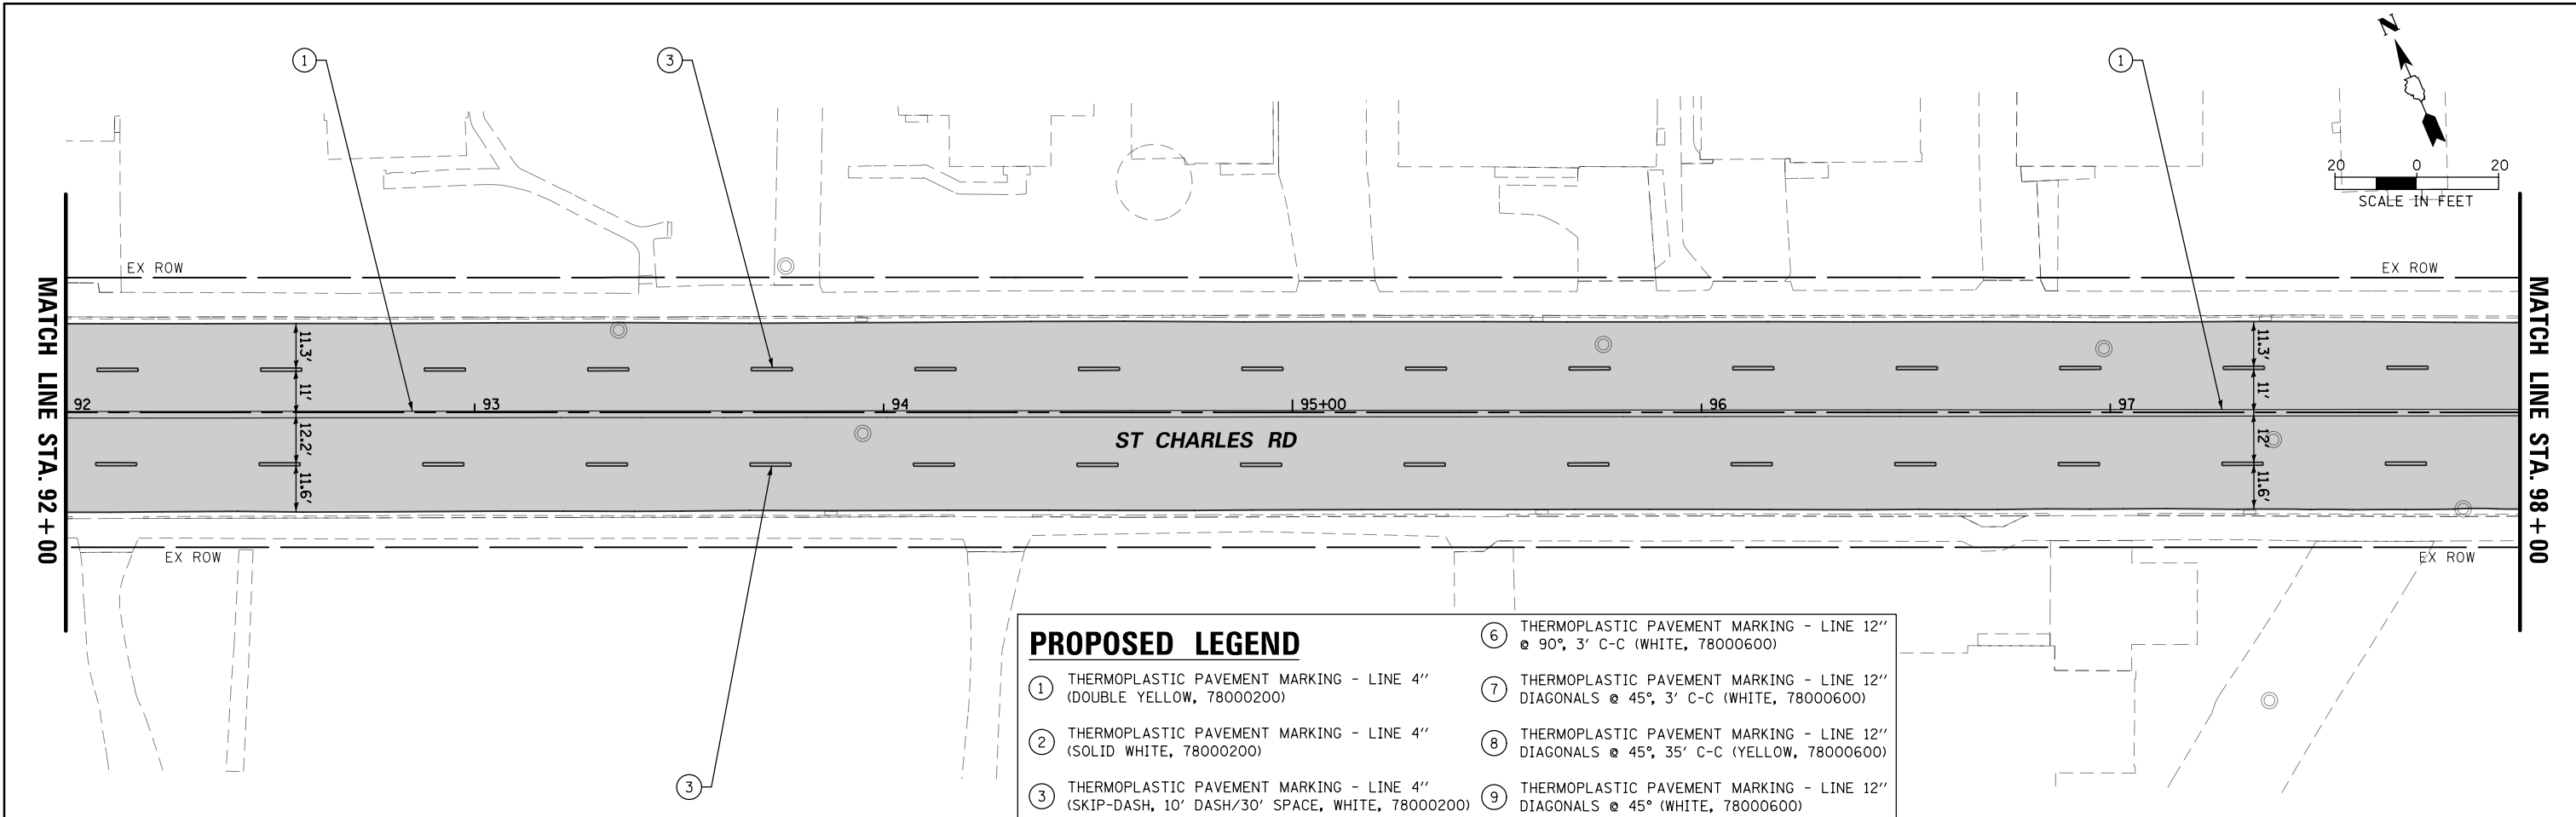 1
3
1
N
20 0 20
SCALE IN FEET
EX ROW
EX ROW
MATCH LINE STA. 92+00
MATCH LINE STA. 98+00
11.3'
11'
12.2'
11.6'
11.3'
11'
12'
11.6'
92 93 94 95+00 96 97
ST CHARLES RD
EX ROW
EX ROW
3
PROPOSED LEGEND
1 THERMOPLASTIC PAVEMENT MARKING - LINE 4''
(DOUBLE YELLOW, 78000200)
2 THERMOPLASTIC PAVEMENT MARKING - LINE 4''
(SOLID WHITE, 78000200)
3 THERMOPLASTIC PAVEMENT MARKING - LINE 4''
(SKIP-DASH, 10' DASH/30' SPACE, WHITE, 78000200)
6 THERMOPLASTIC PAVEMENT MARKING - LINE 12''
@ 90°, 3' C-C (WHITE, 78000600)
7 THERMOPLASTIC PAVEMENT MARKING - LINE 12''
DIAGONALS @ 45°, 3' C-C (WHITE, 78000600)
8 THERMOPLASTIC PAVEMENT MARKING - LINE 12''
DIAGONALS @ 45°, 35' C-C (YELLOW, 78000600)
9 THERMOPLASTIC PAVEMENT MARKING - LINE 12''
DIAGONALS @ 45° (WHITE, 78000600)